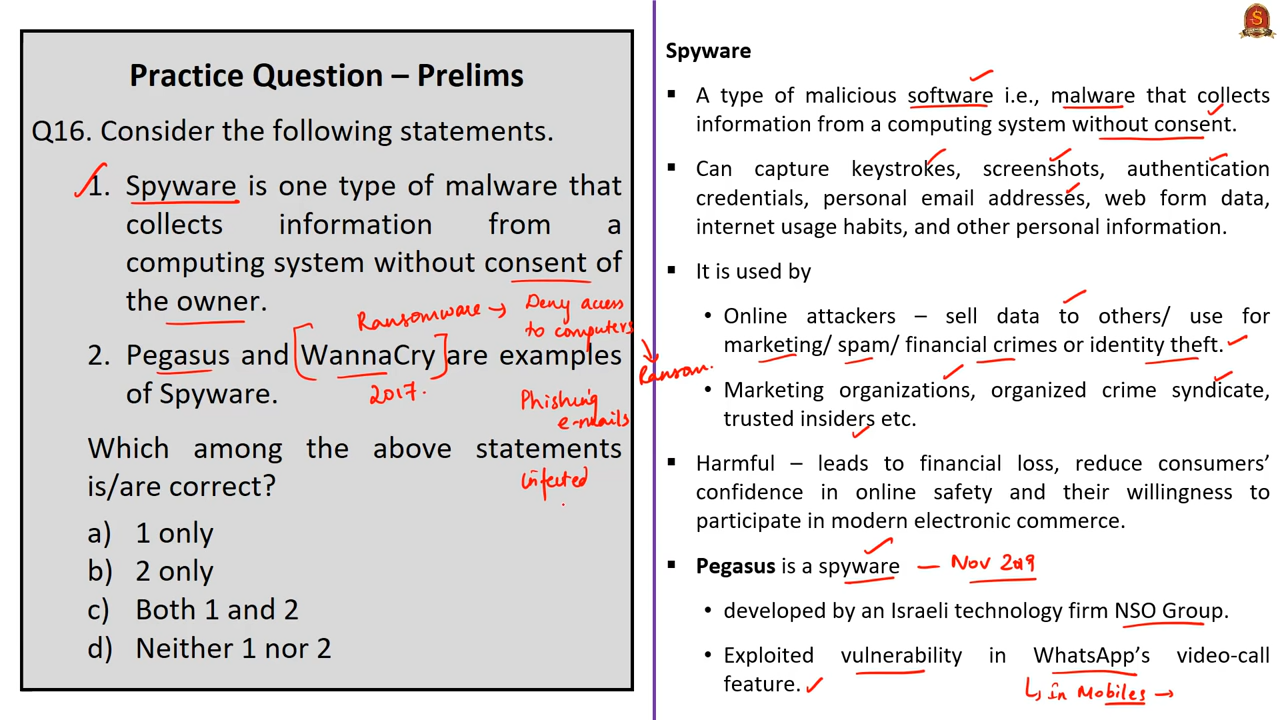 Practice Question – Prelims
Q16. Consider the following statements.
1. Spyware is one type of malware that
collects information from a
computing system without consent of
the owner.
Ransomware → Deny access
to computers
Ransom.
2. Pegasus and [WannaCry] are examples
of Spyware.
2017.
Phishing
e-mails
infected
Which among the above statements
is/are correct?
a) 1 only
b) 2 only
c) Both 1 and 2
d) Neither 1 nor 2
Spyware
▪ A type of malicious software i.e., malware that collects
information from a computing system without consent.
▪ Can capture keystrokes, screenshots, authentication
credentials, personal email addresses, web form data,
internet usage habits, and other personal information.
▪ It is used by
• Online attackers – sell data to others/ use for
marketing/ spam/ financial crimes or identity theft.
• Marketing organizations, organized crime syndicate,
trusted insiders etc.
▪ Harmful – leads to financial loss, reduce consumers’
confidence in online safety and their willingness to
participate in modern electronic commerce.
▪ Pegasus is a spyware — Nov 2019
• developed by an Israeli technology firm NSO Group.
• Exploited vulnerability in WhatsApp’s video-call
feature.
↳ in Mobiles →